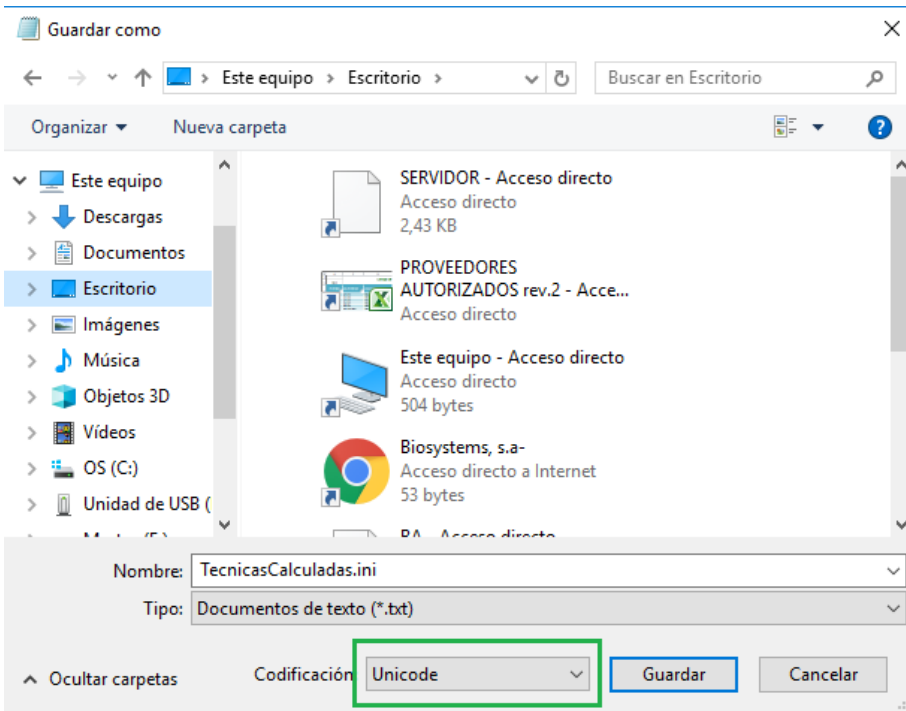 Guardar como
Este equipo
Escritorio
Buscar en Escritorio
Organizar
Nueva carpeta
Este equipo
Descargas
Documentos
Escritorio
Imágenes
Música
Objetos 3D
Vídeos
OS (C:)
Unidad de USB (
SERVIDOR - Acceso directo
Acceso directo
2,43 KB
PROVEEDORES
AUTORIZADOS rev.2 - Acce...
Acceso directo
Este equipo - Acceso directo
Acceso directo
504 bytes
Biosystems, s.a-
Acceso directo a Internet
53 bytes
Acceso directo
Nombre: TecnicasCalculadas.ini
Tipo: Documentos de texto (*.txt)
Ocultar carpetas
Codificación
Unicode
Guardar
Cancelar